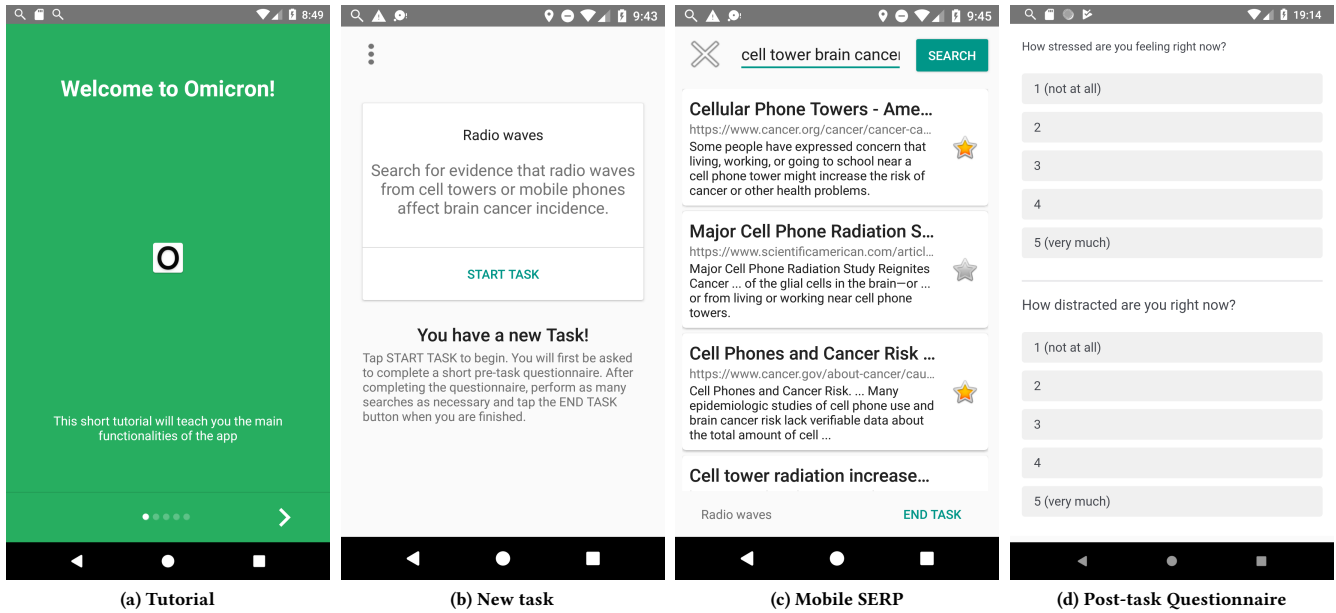 8:49
Welcome to Omicron!
O
This short tutorial will teach you the main
functionalities of the app
(a) Tutorial
9:43
Radio waves
Search for evidence that radio waves
from cell towers or mobile phones
affect brain cancer incidence.
START TASK
You have a new Task!
Tap START TASK to begin. You will first be asked
to complete a short pre-task questionnaire. After
completing the questionnaire, perform as many
searches as necessary and tap the END TASK
button when you are finished.
(b) New task
9:45
cell tower brain cancer
SEARCH
Cellular Phone Towers - Ame...
https://www.cancer.org/cancer/cancer-ca...
Some people have expressed concern that
living, working, or going to school near a
cell phone tower might increase the risk of
cancer or other health problems.
Major Cell Phone Radiation S...
https://www.scientificamerican.com/articl...
Major Cell Phone Radiation Study Reignites
Cancer ... of the glial cells in the brain—or ...
or from living or working near cell phone
towers.
Cell Phones and Cancer Risk ...
https://www.cancer.gov/about-cancer/cau...
Cell Phones and Cancer Risk. ... Many
epidemiologic studies of cell phone use and
brain cancer risk lack verifiable data about
the total amount of cell ...
Cell tower radiation increase...
Radio waves
END TASK
(c) Mobile SERP
19:14
How stressed are you feeling right now?
1 (not at all)
2
3
4
5 (very much)
How distracted are you right now?
1 (not at all)
2
3
4
5 (very much)
(d) Post-task Questionnaire